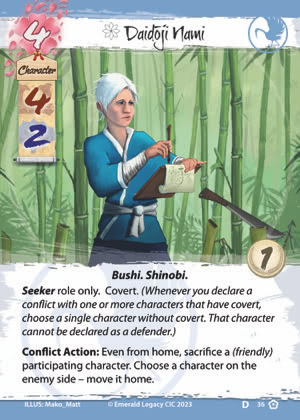 4
Daidoji Nami
Character
4
2
1
Bushi. Shinobi.
Seeker role only.  Covert. (Whenever you declare a
conflict with one or more characters that have covert,
choose a single character without covert. That character
cannot be declared as a defender.)
Conflict Action: Even from home, sacrifice a (friendly)
participating character. Choose a character on the
enemy side – move it home.
ILLUS: Mako_Matt © Emerald Legacy CIC 2023 D 36